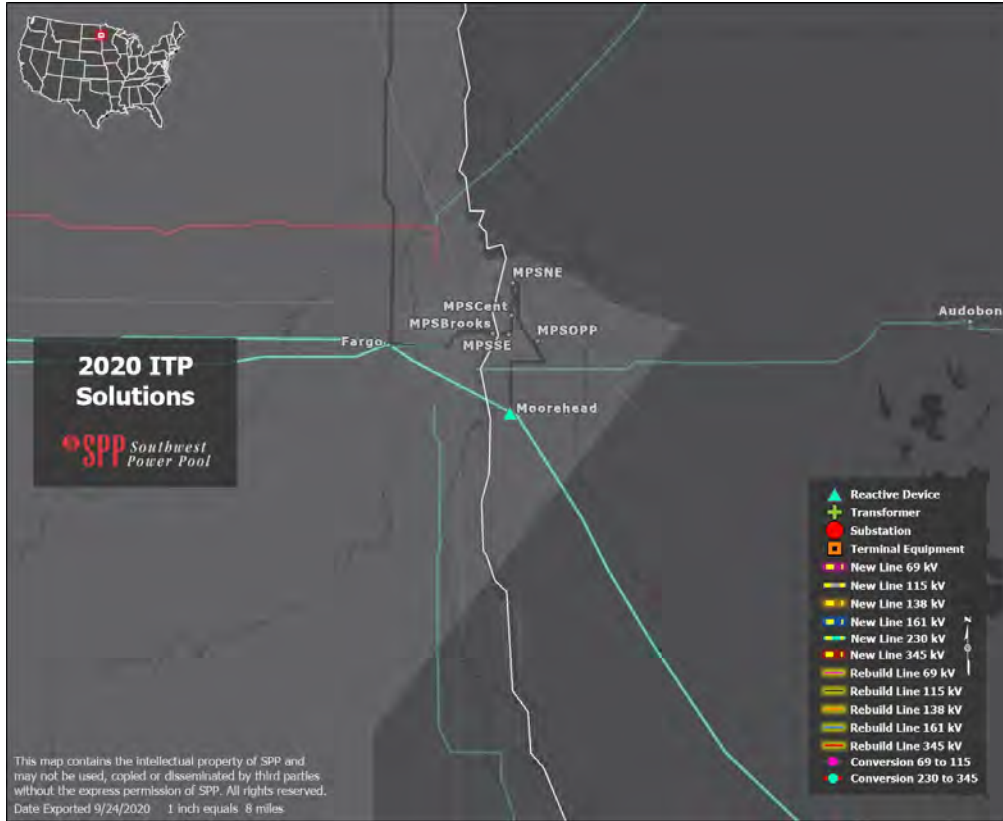 MPSNE
MPSCent
MPSBrooks
MPSOPP
MPSSE
Fargo
Audobon
Moorehead
2020 ITP
Solutions
SPP Southwest
Power Pool
Reactive Device
Transformer
Substation
Terminal Equipment
New Line 69 kV
New Line 115 kV
New Line 138 kV
New Line 161 kV
New Line 230 kV
New Line 345 kV
Rebuild Line 69 kV
Rebuild Line 115 kV
Rebuild Line 138 kV
Rebuild Line 161 kV
Rebuild Line 345 kV
Conversion 69 to 115
Conversion 230 to 345
N
This map contains the intellectual property of SPP and
may not be used, copied or disseminated by third parties
without the express permission of SPP. All rights reserved.
Date Exported 9/24/2020 1 inch equals 8 miles